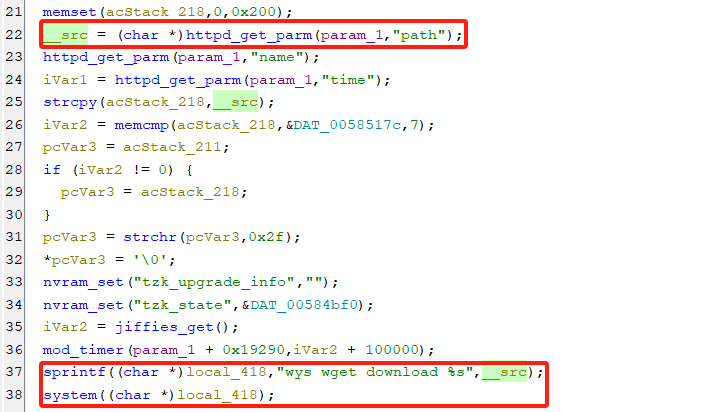 21 memset(acStack_218,0,0x200);
22 __src = (char *)httpd_get_parm(param_1,"path");
23 httpd_get_parm(param_1,"name");
24 iVar1 = httpd_get_parm(param_1,"time");
25 strcpy(acStack_218,__src);
26 iVar2 = memcmp(acStack_218,&DAT_0058517c,7);
27 pcVar3 = acStack_211;
28 if (iVar2 != 0) {
29 pcVar3 = acStack_218;
30 }
31 pcVar3 = strchr(pcVar3,0x2f);
32 *pcVar3 = '\0';
33 nvram_set("tzk_upgrade_info","");
34 nvram_set("tzk_state",&DAT_00584bf0);
35 iVar2 = jiffies_get();
36 mod_timer(param_1 + 0x19290,iVar2 + 100000);
37 sprintf((char *)local_418,"wys wget download %s",__src);
38 system((char *)local_418);